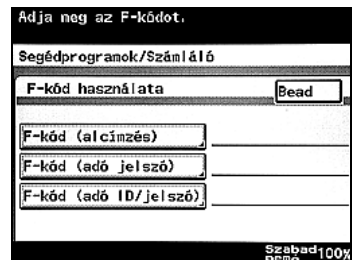 Adja meg az F-kódot.
Segédprogramok/Számláló
F-kód használata
Bead
F-kód (alcímzés)
F-kód (adó jelszó)
F-kód (adó ID/jelszó)
Szabad 100%
memó